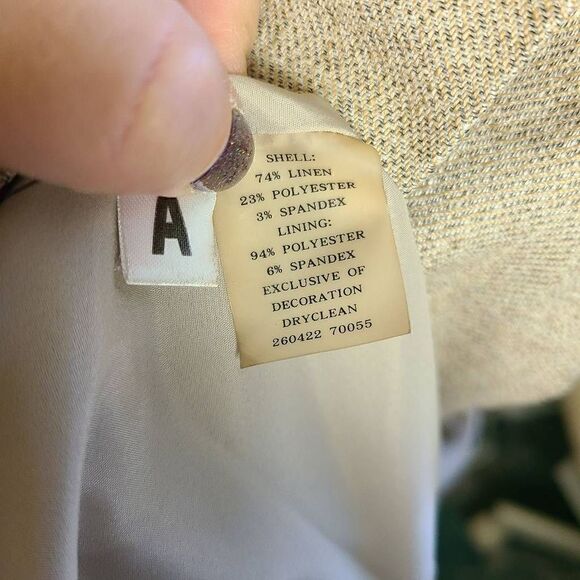 A
SHELL:
74% LINEN
23% POLYESTER
3% SPANDEX
LINING:
94% POLYESTER
6% SPANDEX
EXCLUSIVE OF
DECORATION
DRYCLEAN
260422 70055